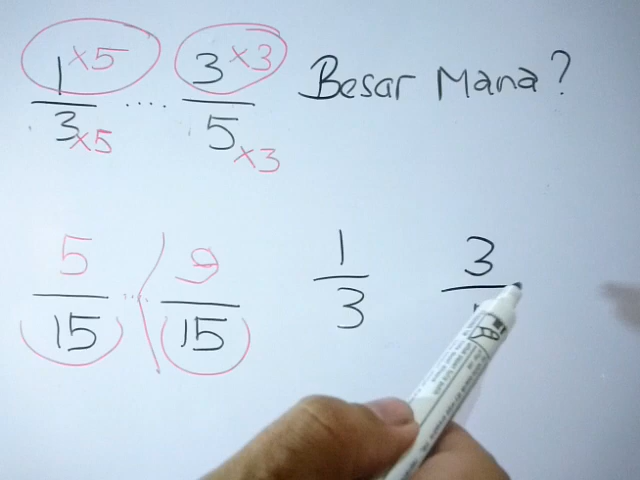 1 ×5 3 ×3 Besar Mana?
3 ×5 .... 5 ×3
5 < 9 1 3
15 15 3